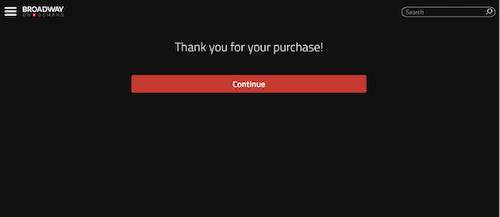 BROADWAY
ON DEMAND
Search
Thank you for your purchase!
Continue